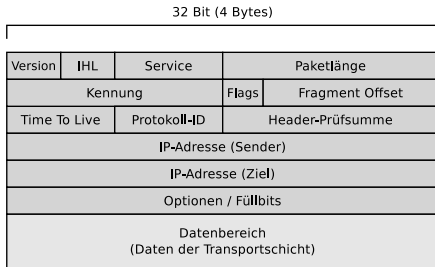 32 Bit (4 Bytes)
Version IHL Service Paketlänge
Kennung Flags Fragment Offset
Time To Live Protokoll-ID Header-Prüfsumme
IP-Adresse (Sender)
IP-Adresse (Ziel)
Optionen / Füllbits
Datenbereich
(Daten der Transportschicht)